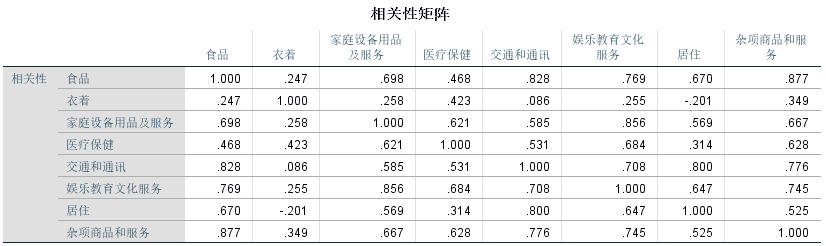 相关性矩阵
食品 衣着 家庭设备用品及服务 医疗保健 交通和通讯 娱乐教育文化服务 居住 杂项商品和服务
相关性 食品 1.000 .247 .698 .468 .828 .769 .670 .877
衣着 .247 1.000 .258 .423 .086 .255 -.201 .349
家庭设备用品及服务 .698 .258 1.000 .621 .585 .856 .569 .667
医疗保健 .468 .423 .621 1.000 .531 .684 .314 .628
交通和通讯 .828 .086 .585 .531 1.000 .708 .800 .776
娱乐教育文化服务 .769 .255 .856 .684 .708 1.000 .647 .745
居住 .670 -.201 .569 .314 .800 .647 1.000 .525
杂项商品和服务 .877 .349 .667 .628 .776 .745 .525 1.000